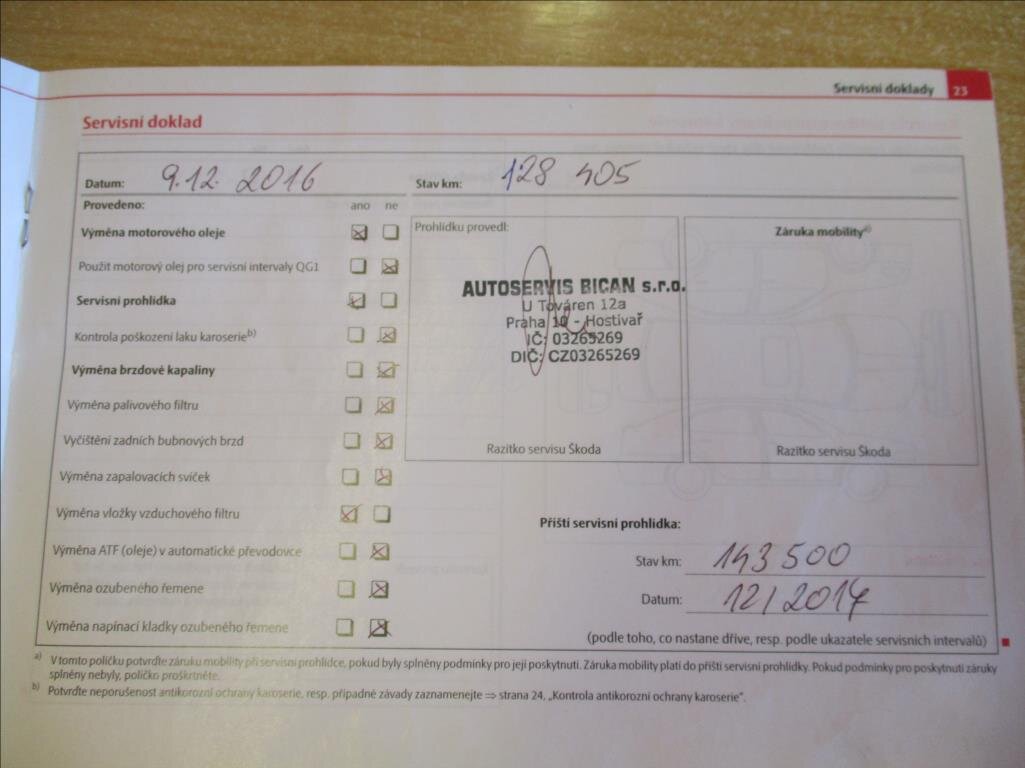 Servisní doklady 23
Servisní doklad
Datum: 9.12. 2016 Stav km: 128 405
Provedeno: ano ne
Výměna motorového oleje
Použit motorový olej pro servisní intervaly QG1
Servisní prohlídka
Kontrola poškození laku karoserie b)
Výměna brzdové kapaliny
Výměna palivového filtru
Vyčištění zadních bubnových brzd
Výměna zapalovacích svíček
Výměna vložky vzduchového filtru
Výměna ATF (oleje) v automatické převodovce
Výměna ozubeného řemene
Výměna napínací kladky ozubeného řemene
Prohlídku provedl:
AUTOSERVIS BICAN s.r.o.
U Továren 12a
Praha 10 - Hostivař
IČ: 03265269
DIČ: CZ03265269
Razítko servisu Škoda
Záruka mobility a)
Razítko servisu Škoda
Příští servisní prohlídka:
Stav km: 143 500
Datum: 12/2017
(podle toho, co nastane dříve, resp. podle ukazatele servisních intervalů)
a) V tomto políčku potvrďte záruku mobility při servisní prohlídce, pokud byly splněny podmínky pro její poskytnutí. Záruka mobility platí do příští servisní prohlídky. Pokud podmínky pro poskytnutí záruky
splněny nebyly, políčko proškrtněte.
b) Potvrďte neporušenost antikorozní ochrany karoserie, resp. případné závady zaznamenejte ⇒ strana 24, „Kontrola antikorozní ochrany karoserie".